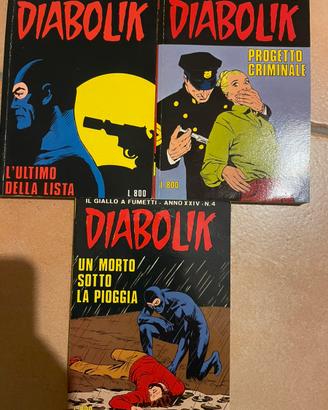 DIABOLIK
L'ULTIMO
DELLA LISTA
L. 800
DIABOLIK
PROGETTO
CRIMINALE
L. 800
IL GIALLO A FUMETTI - ANNO XXIV - N. 4
DIABOLIK
UN MORTO
SOTTO
LA PIOGGIA